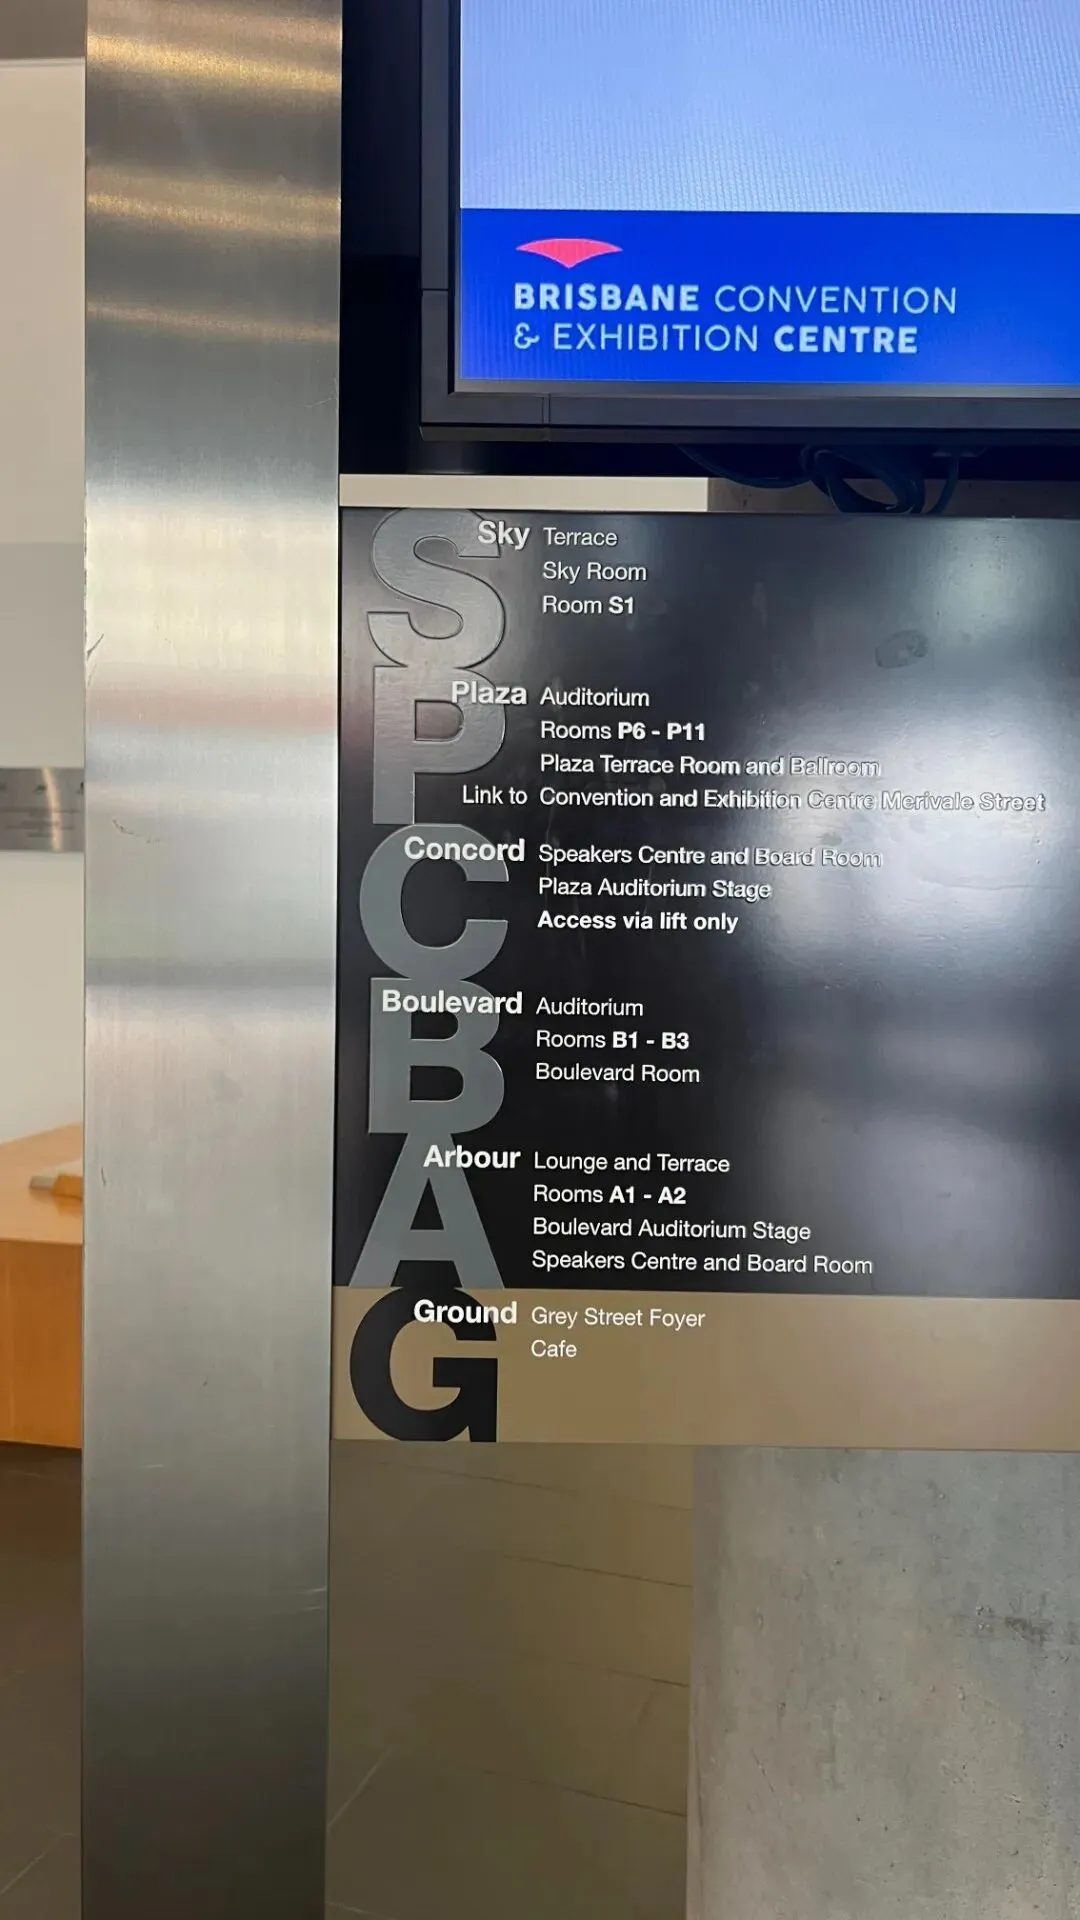 BRISBANE CONVENTION
& EXHIBITION CENTRE
S
Sky Terrace
Sky Room
Room S1
P
Plaza Auditorium
Rooms P6 - P11
Plaza Terrace Room and Ballroom
Link to Convention and Exhibition Centre Merivale Street
C
Concord Speakers Centre and Board Room
Plaza Auditorium Stage
Access via lift only
B
Boulevard Auditorium
Rooms B1 - B3
Boulevard Room
A
Arbour Lounge and Terrace
Rooms A1 - A2
Boulevard Auditorium Stage
Speakers Centre and Board Room
G
Ground Grey Street Foyer
Cafe